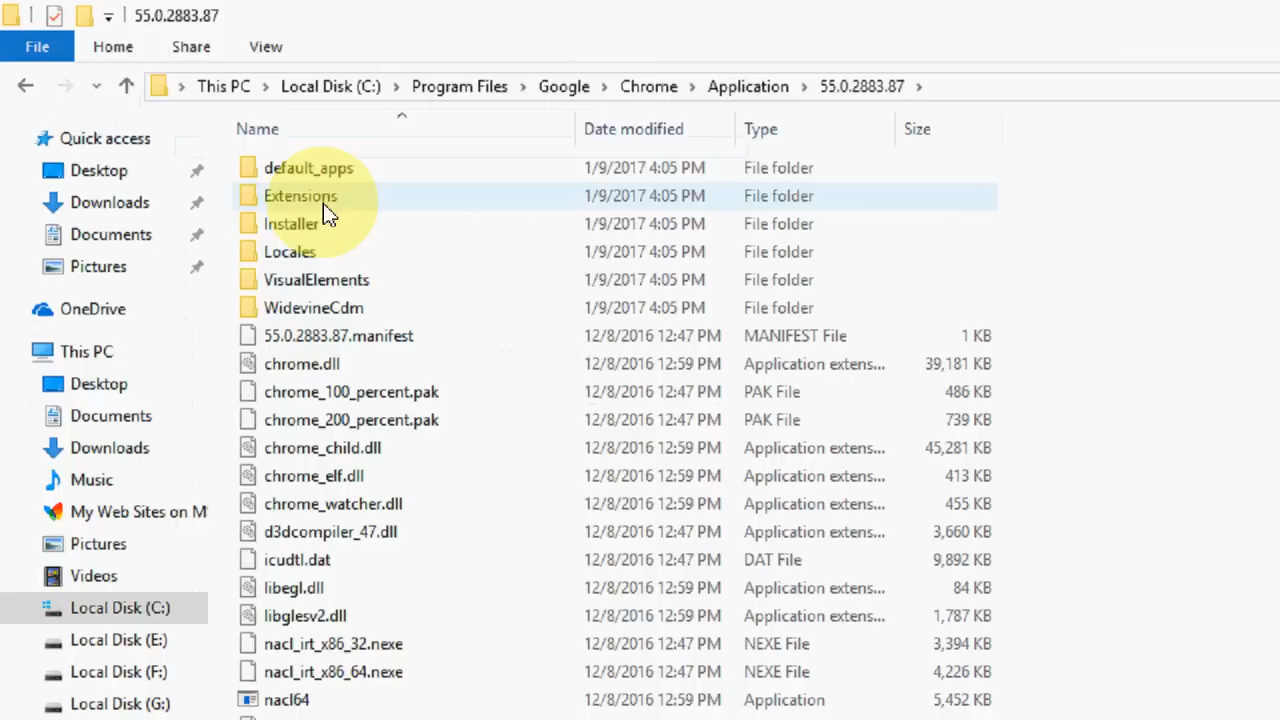 55.0.2883.87
File Home Share View
This PC Local Disk (C:) Program Files Google Chrome Application 55.0.2883.87
Name Date modified Type Size
Quick access
Desktop
Downloads
Documents
Pictures
OneDrive
This PC
Desktop
Documents
Downloads
Music
My Web Sites on M
Pictures
Videos
Local Disk (C:)
Local Disk (E:)
Local Disk (F:)
Local Disk (G:)
default_apps 1/9/2017 4:05 PM File folder
Extensions 1/9/2017 4:05 PM File folder
Installer 1/9/2017 4:05 PM File folder
Locales 1/9/2017 4:05 PM File folder
VisualElements 1/9/2017 4:05 PM File folder
WidevineCdm 1/9/2017 4:05 PM File folder
55.0.2883.87.manifest 12/8/2016 12:47 PM MANIFEST File 1 KB
chrome.dll 12/8/2016 12:59 PM Application extens... 39,181 KB
chrome_100_percent.pak 12/8/2016 12:47 PM PAK File 486 KB
chrome_200_percent.pak 12/8/2016 12:47 PM PAK File 739 KB
chrome_child.dll 12/8/2016 12:59 PM Application extens... 45,281 KB
chrome_elf.dll 12/8/2016 12:59 PM Application extens... 413 KB
chrome_watcher.dll 12/8/2016 12:59 PM Application extens... 455 KB
d3dcompiler_47.dll 12/8/2016 12:47 PM Application extens... 3,660 KB
icudtl.dat 12/8/2016 12:47 PM DAT File 9,892 KB
libegl.dll 12/8/2016 12:59 PM Application extens... 84 KB
libglesv2.dll 12/8/2016 12:59 PM Application extens... 1,787 KB
nacl_irt_x86_32.nexe 12/8/2016 12:47 PM NEXE File 3,394 KB
nacl_irt_x86_64.nexe 12/8/2016 12:47 PM NEXE File 4,226 KB
nacl64 12/8/2016 12:59 PM Application 5,452 KB